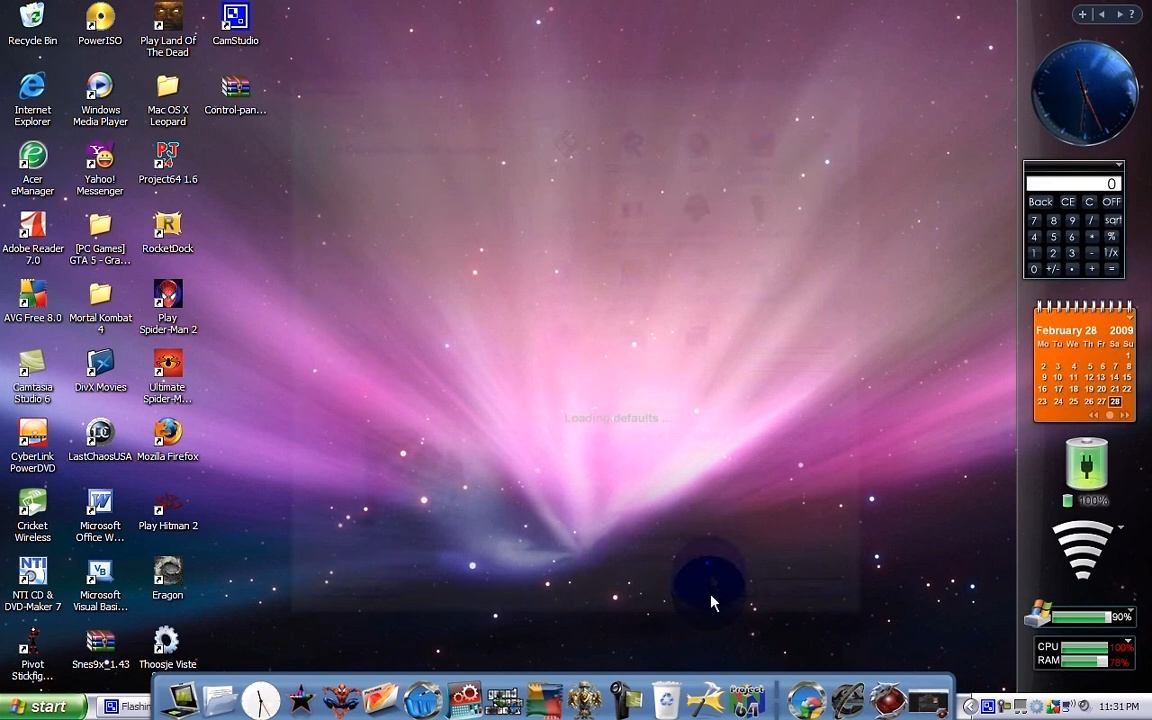 Recycle Bin
PowerISO
Play Land Of
The Dead
CamStudio
Internet
Explorer
Windows
Media Player
Mac OS X
Leopard
Control-pan...
Acer
eManager
Yahoo!
Messenger
Project64 1.6
Adobe Reader
7.0
[PC Games]
GTA 5 - Gra...
RocketDock
AVG Free 8.0
Mortal Kombat
4
Play
Spider-Man 2
Camtasia
Studio 6
DivX Movies
Ultimate
Spider-M...
CyberLink
PowerDVD
LastChaosUSA
Mozilla Firefox
Cricket
Wireless
Microsoft
Office W...
Play Hitman 2
NTI CD &
DVD-Maker 7
Microsoft
Visual Basi...
Eragon
Pivot
Stickfig...
Snes9x_1.43
Thoosje Viste
Loading defaults ...
0
Back CE C OFF
7 8 9 / sqrt
4 5 6 * %
1 2 3 - 1/x
0 +/- . + =
February 28 2009
Mo Tu We Th Fr Sa Su
1
2 3 4 5 6 7 8
9 10 11 12 13 14 15
16 17 18 19 20 21 22
23 24 25 26 27 28
100%
90%
CPU 100%
RAM 78%
start
Flashin
Project
64
11:31 PM